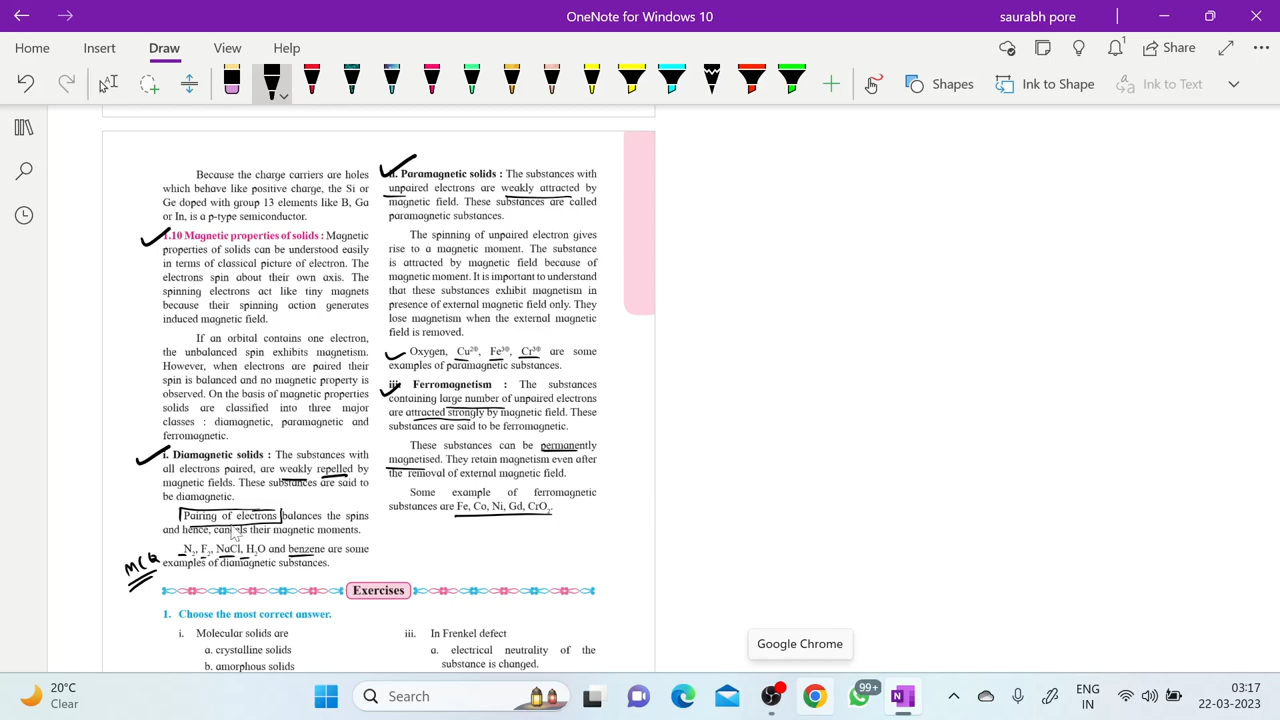 OneNote for Windows 10
saurabh pore
Home Insert Draw View Help
Share
Shapes
Ink to Shape
Ink to Text
Because the charge carriers are holes
which behave like positive charge, the Si or
Ge doped with group 13 elements like B, Ga
or In, is a p-type semiconductor.
1.10 Magnetic properties of solids : Magnetic
properties of solids can be understood easily
in terms of classical picture of electron. The
electrons spin about their own axis. The
spinning electrons act like tiny magnets
because their spinning action generates
induced magnetic field.
If an orbital contains one electron,
the unbalanced spin exhibits magnetism.
However, when electrons are paired their
spin is balanced and no magnetic property is
observed. On the basis of magnetic properties
solids are classified into three major
classes : diamagnetic, paramagnetic and
ferromagnetic.
i. Diamagnetic solids : The substances with
all electrons paired, are weakly repelled by
magnetic fields. These substances are said to
be diamagnetic.
Pairing of electrons balances the spins
and hence, cancels their magnetic moments.
MCQ
N₂, F₂, NaCl, H₂O and benzene are some
examples of diamagnetic substances.
ii. Paramagnetic solids : The substances with
unpaired electrons are weakly attracted by
magnetic field. These substances are called
paramagnetic substances.
The spinning of unpaired electron gives
rise to a magnetic moment. The substance
is attracted by magnetic field because of
magnetic moment. It is important to understand
that these substances exhibit magnetism in
presence of external magnetic field only. They
lose magnetism when the external magnetic
field is removed.
Oxygen, Cu²⊕, Fe³⊕, Cr³⊕ are some
examples of paramagnetic substances.
iii. Ferromagnetism : The substances
containing large number of unpaired electrons
are attracted strongly by magnetic field. These
substances are said to be ferromagnetic.
These substances can be permanently
magnetised. They retain magnetism even after
the removal of external magnetic field.
Some example of ferromagnetic
substances are Fe, Co, Ni, Gd, CrO₂.
Exercises
1. Choose the most correct answer.
i. Molecular solids are
a. crystalline solids
b. amorphous solids
iii. In Frenkel defect
a. electrical neutrality of the
substance is changed.
Google Chrome
20°C
Clear
Search
99+
ENG
IN
03:17
22-03-2023